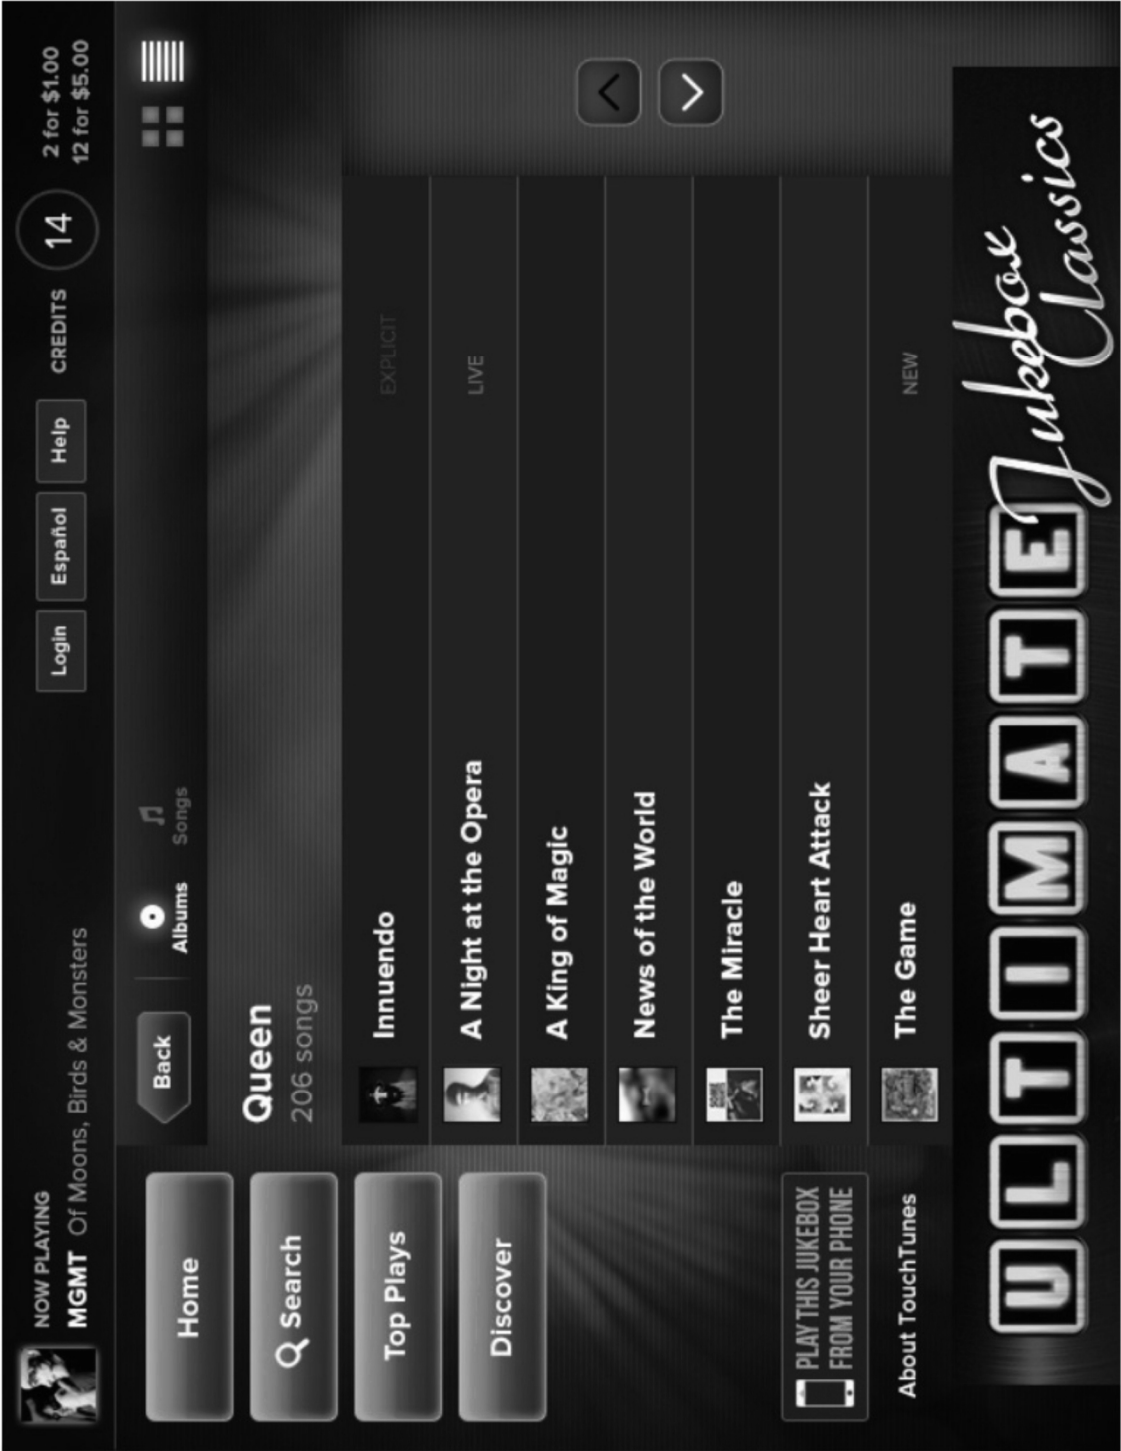 NOW PLAYING
MGMT Of Moons, Birds & Monsters
Login
Español
Help
CREDITS
14
2 for $1.00
12 for $5.00
Home
Search
Top Plays
Discover
PLAY THIS JUKEBOX
FROM YOUR PHONE
About TouchTunes
Back
Albums
Songs
Queen
206 songs
Innuendo
EXPLICIT
A Night at the Opera
LIVE
A King of Magic
News of the World
The Miracle
Sheer Heart Attack
The Game
NEW
ULTIMATE Jukebox
Classics